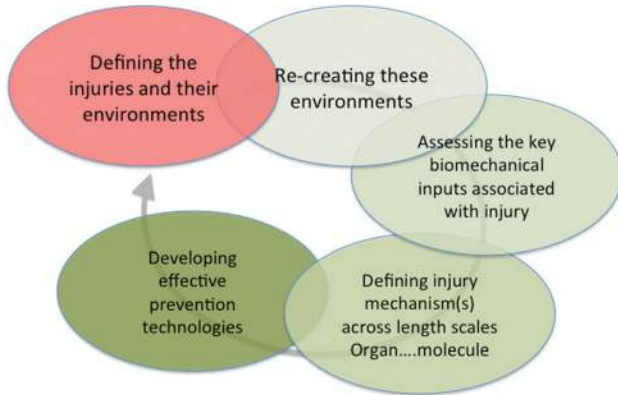 Defining the
injuries and their
environments
Re-creating these
environments
Assessing the key
biomechanical
inputs associated
with injury
Defining injury
mechanism(s)
across length scales
Organ....molecule
Developing
effective
prevention
technologies